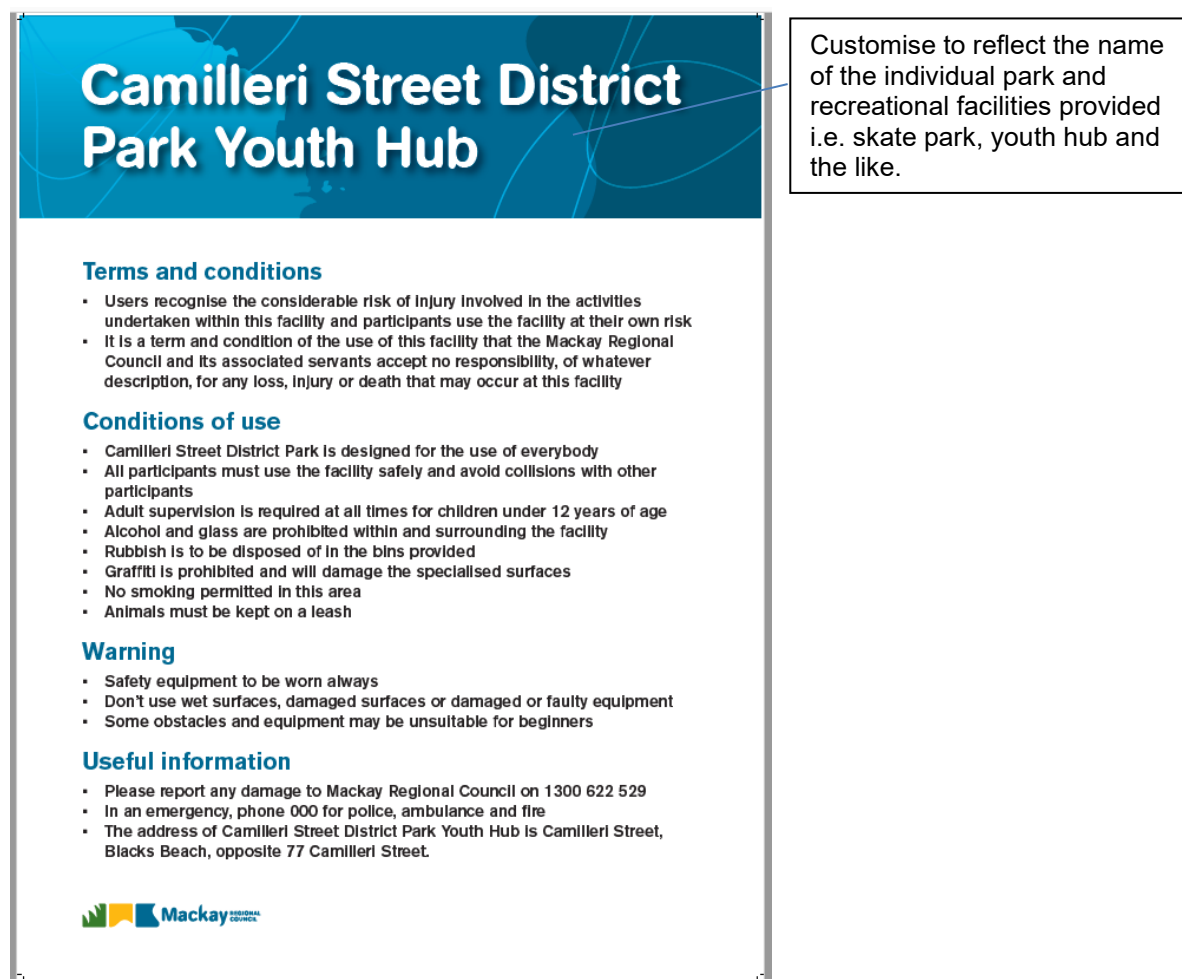 Camilleri Street District
Park Youth Hub
Customise to reflect the name
of the individual park and
recreational facilities provided
i.e. skate park, youth hub and
the like.
Terms and conditions
▪ Users recognise the considerable risk of injury involved in the activities
undertaken within this facility and participants use the facility at their own risk
▪ It is a term and condition of the use of this facility that the Mackay Regional
Council and its associated servants accept no responsibility, of whatever
description, for any loss, injury or death that may occur at this facility
Conditions of use
▪ Camilleri Street District Park is designed for the use of everybody
▪ All participants must use the facility safely and avoid collisions with other
participants
▪ Adult supervision is required at all times for children under 12 years of age
▪ Alcohol and glass are prohibited within and surrounding the facility
▪ Rubbish is to be disposed of in the bins provided
▪ Graffiti is prohibited and will damage the specialised surfaces
▪ No smoking permitted in this area
▪ Animals must be kept on a leash
Warning
▪ Safety equipment to be worn always
▪ Don't use wet surfaces, damaged surfaces or damaged or faulty equipment
▪ Some obstacles and equipment may be unsuitable for beginners
Useful information
▪ Please report any damage to Mackay Regional Council on 1300 622 529
▪ In an emergency, phone 000 for police, ambulance and fire
▪ The address of Camilleri Street District Park Youth Hub is Camilleri Street,
Blacks Beach, opposite 77 Camilleri Street.
Mackay REGIONAL
COUNCIL